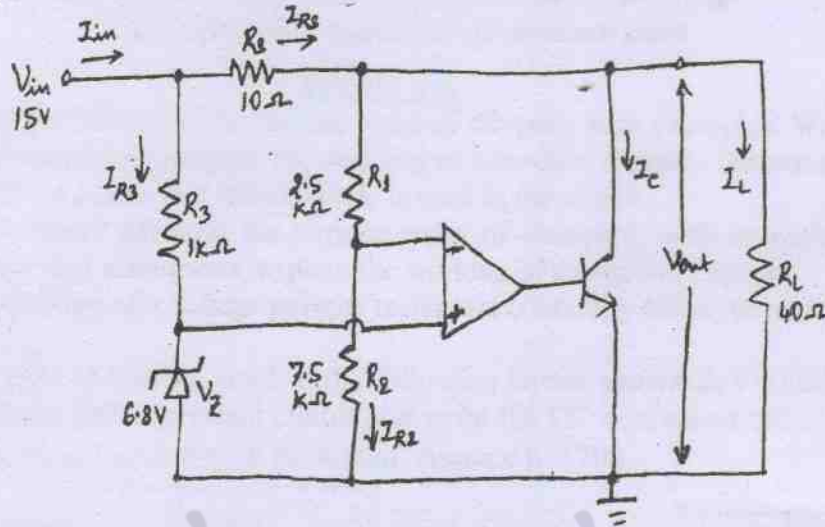 Iin
IRS
Vin
15V
Rs
10Ω
IR3
R3
1kΩ
2.5
kΩ
R1
IC
IL
Vout
RL
40Ω
−
+
7.5
kΩ
R2
IR2
6.8V
VZ